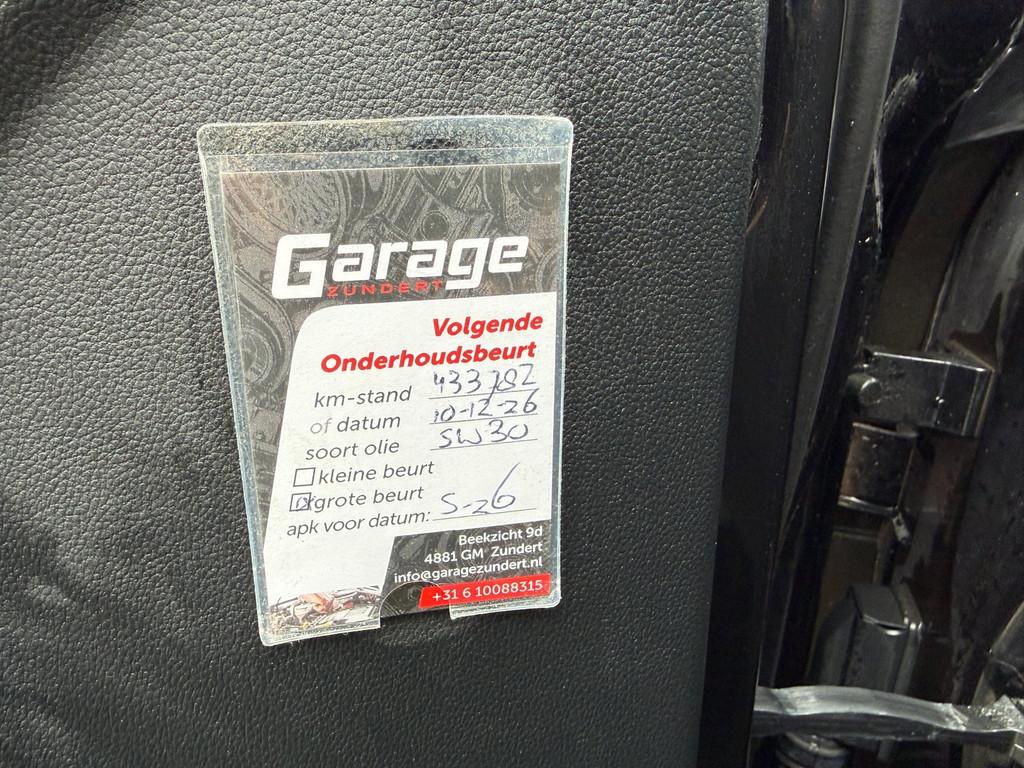 Garage
ZUNDERT
Volgende
Onderhoudsbeurt
km-stand 433782
of datum 10-12-26
soort olie 5W30
kleine beurt
grote beurt
apk voor datum: 5-26
Beekzicht 9d
4881 GM Zundert
info@garagezundert.nl
+31 6 10088315